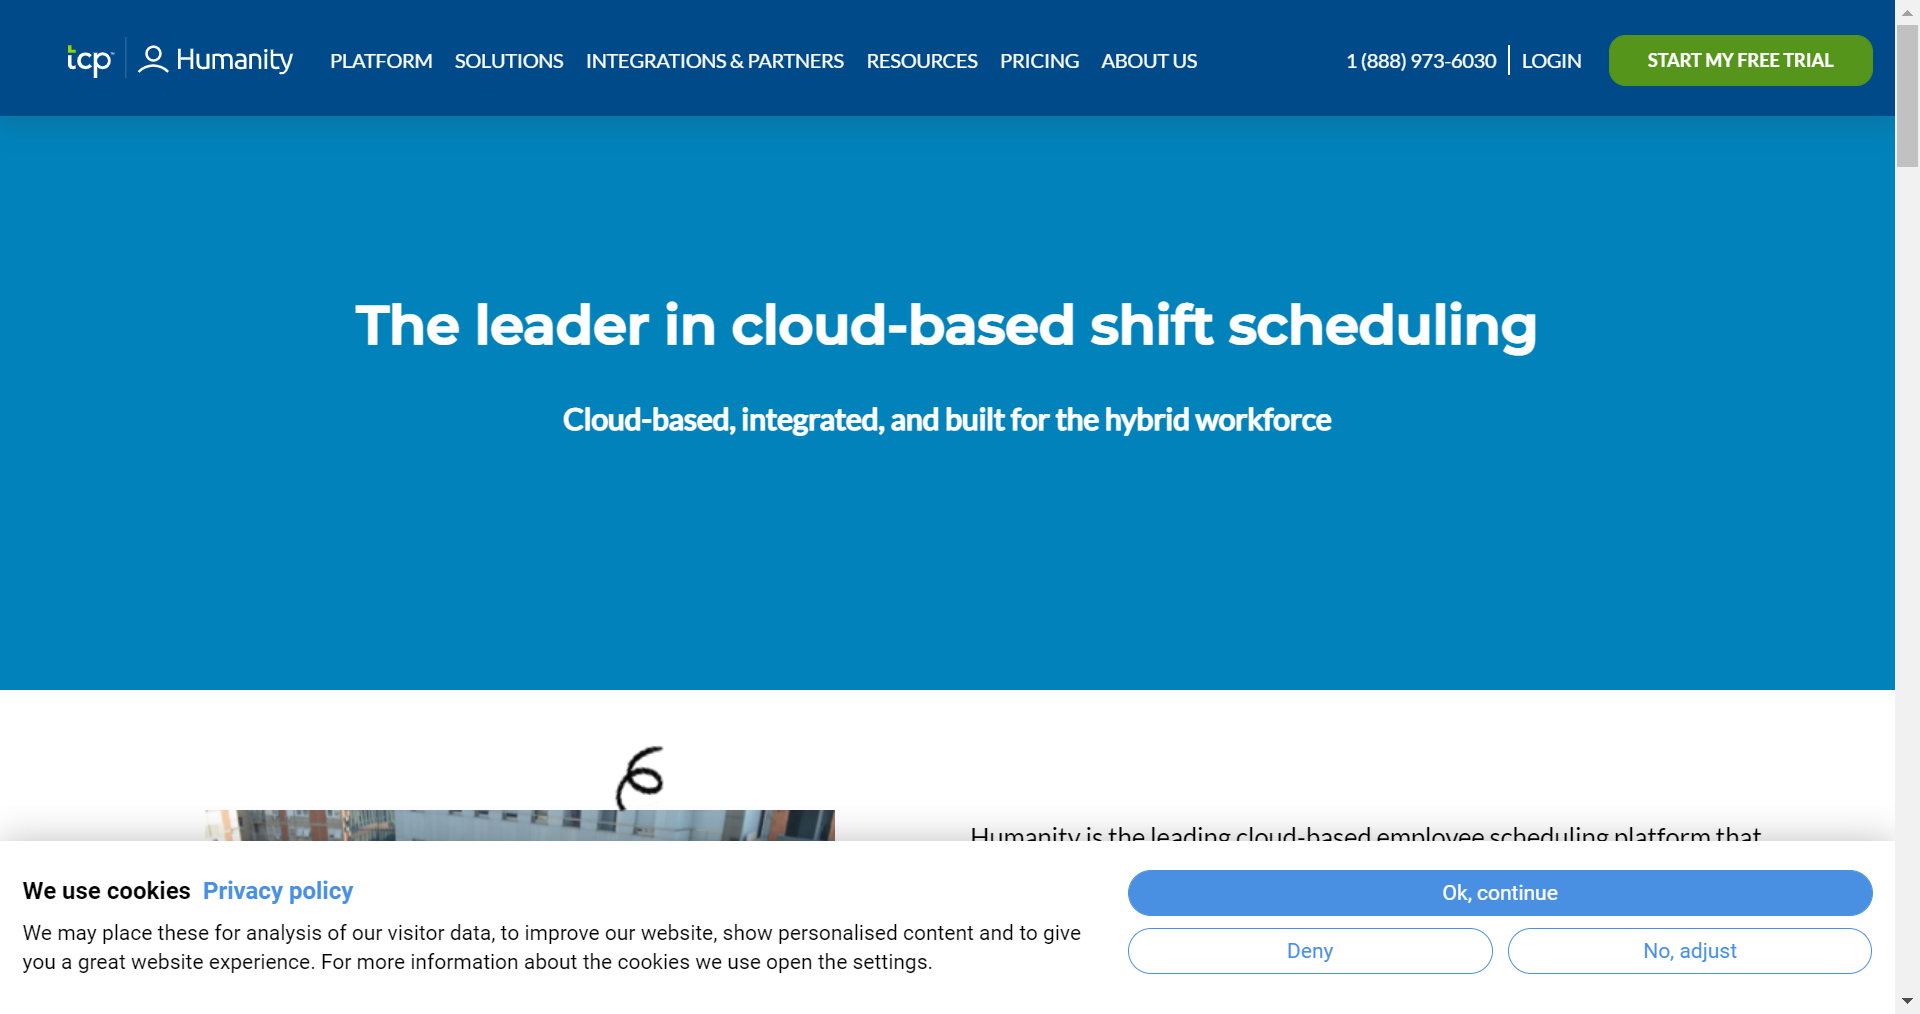 tcp Humanity
PLATFORM SOLUTIONS INTEGRATIONS & PARTNERS RESOURCES PRICING ABOUT US
1 (888) 973-6030 LOGIN START MY FREE TRIAL
The leader in cloud-based shift scheduling
Cloud-based, integrated, and built for the hybrid workforce
Humanity is the leading cloud-based employee scheduling platform that
We use cookies Privacy policy
We may place these for analysis of our visitor data, to improve our website, show personalised content and to give
you a great website experience. For more information about the cookies we use open the settings.
Ok, continue
Deny
No, adjust